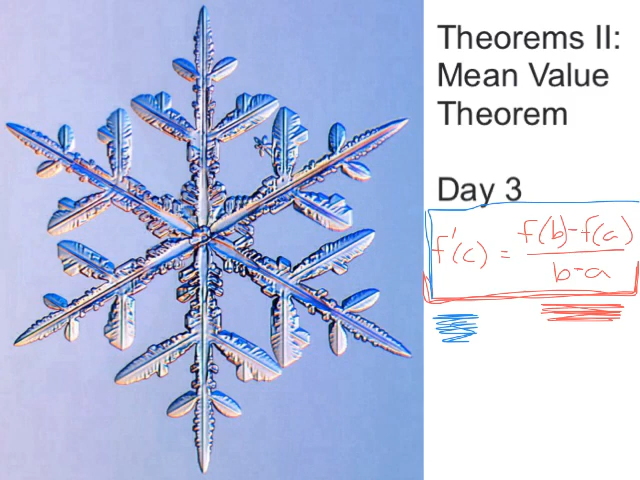 Theorems II:
Mean Value
Theorem
Day 3
f'(c) = f(b)-f(a)
b-a